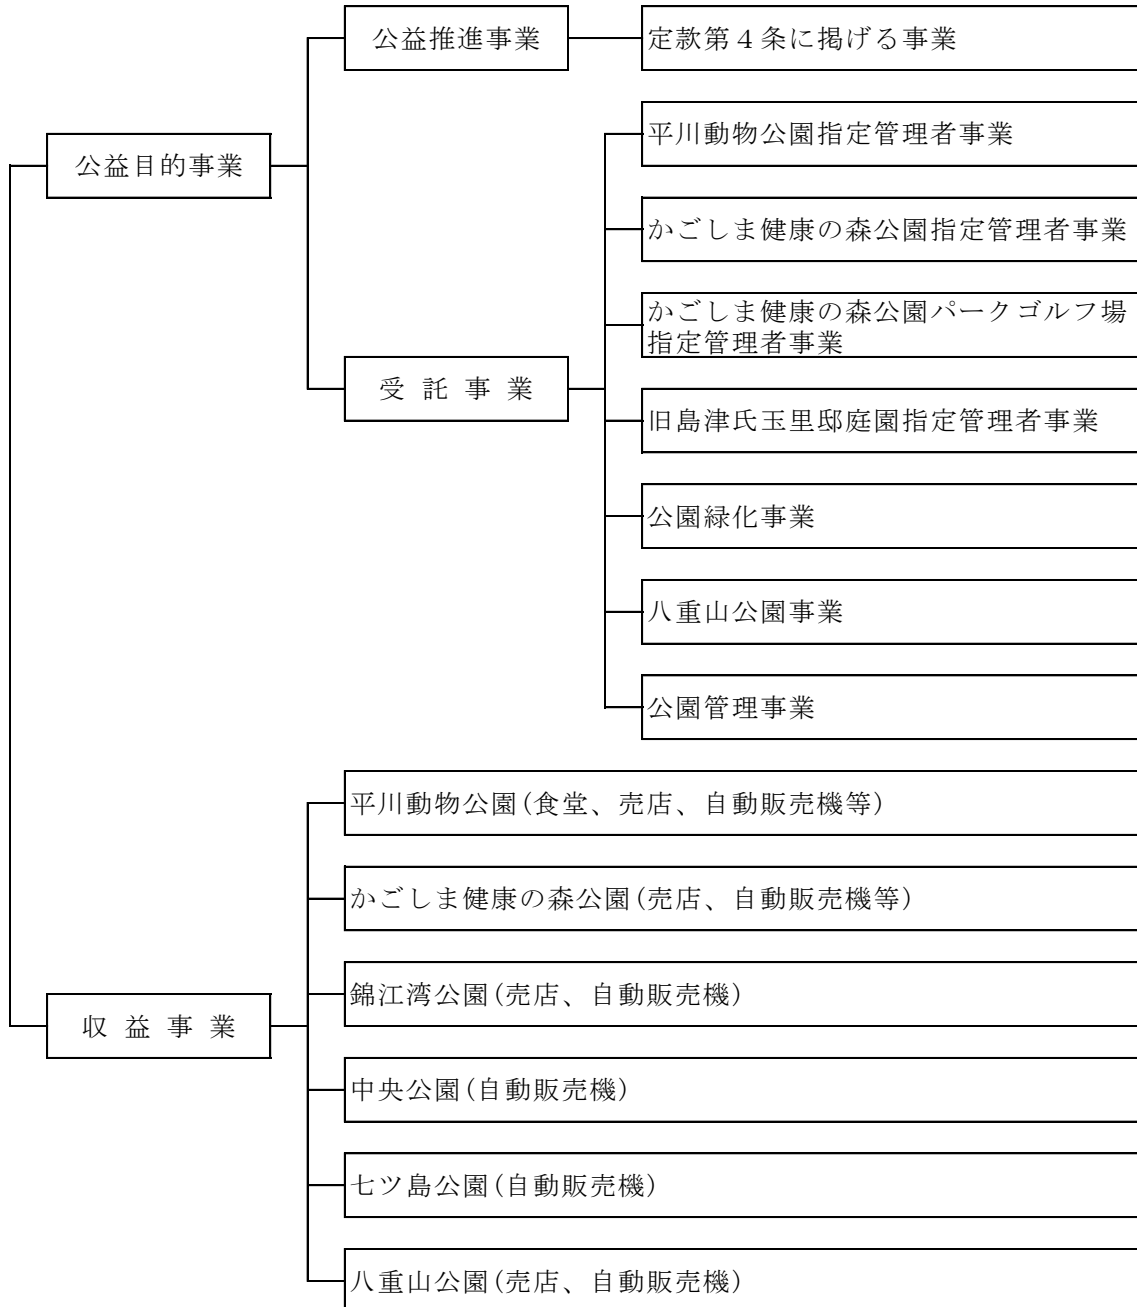 公益推進事業
定款第４条に掲げる事業
公益目的事業
平川動物公園指定管理者事業
かごしま健康の森公園指定管理者事業
かごしま健康の森公園パークゴルフ場
指定管理者事業
受託事業
旧島津氏玉里邸庭園指定管理者事業
公園緑化事業
八重山公園事業
公園管理事業
平川動物公園(食堂、売店、自動販売機等)
かごしま健康の森公園(売店、自動販売機等)
錦江湾公園(売店、自動販売機)
収益事業
中央公園(自動販売機)
七ツ島公園(自動販売機)
八重山公園(売店、自動販売機)